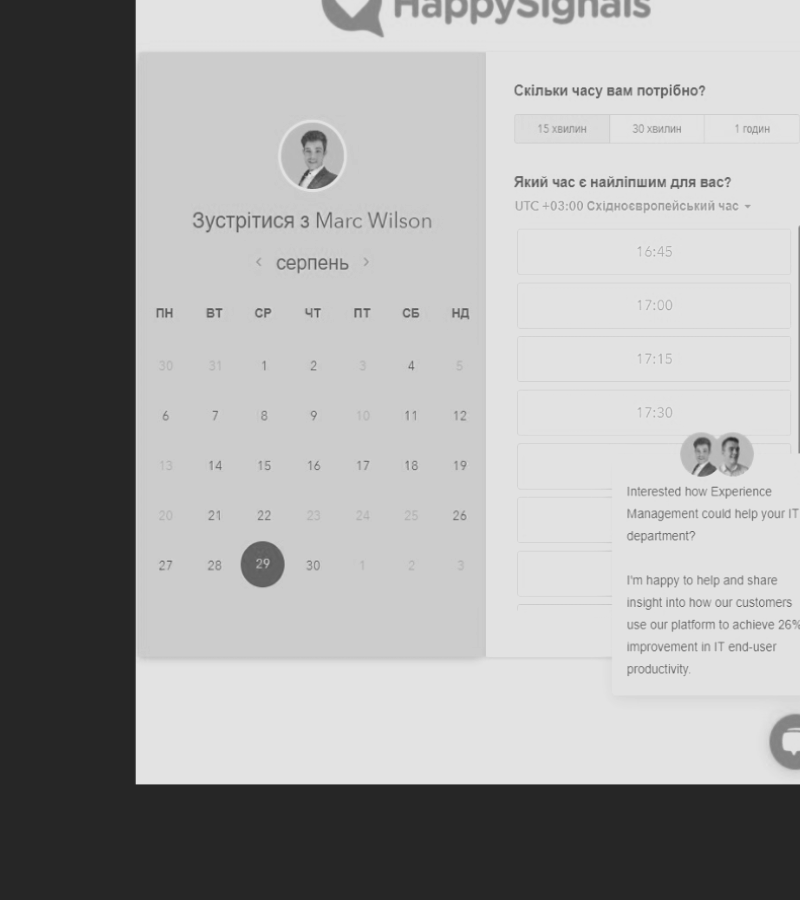 HappySignals
Зустрітися з Marc Wilson
серпень
ПН ВТ СР ЧТ ПТ СБ НД
30 31 1 2 3 4 5
6 7 8 9 10 11 12
13 14 15 16 17 18 19
20 21 22 23 24 25 26
27 28 29 30 1 2 3
Скільки часу вам потрібно?
15 хвилин 30 хвилин 1 годин
Який час є найліпшим для вас?
UTC +03:00 Східноєвропейський час
16:45
17:00
17:15
17:30
Interested how Experience
Management could help your IT
department?
I'm happy to help and share
insight into how our customers
use our platform to achieve 26%
improvement in IT end-user
productivity.